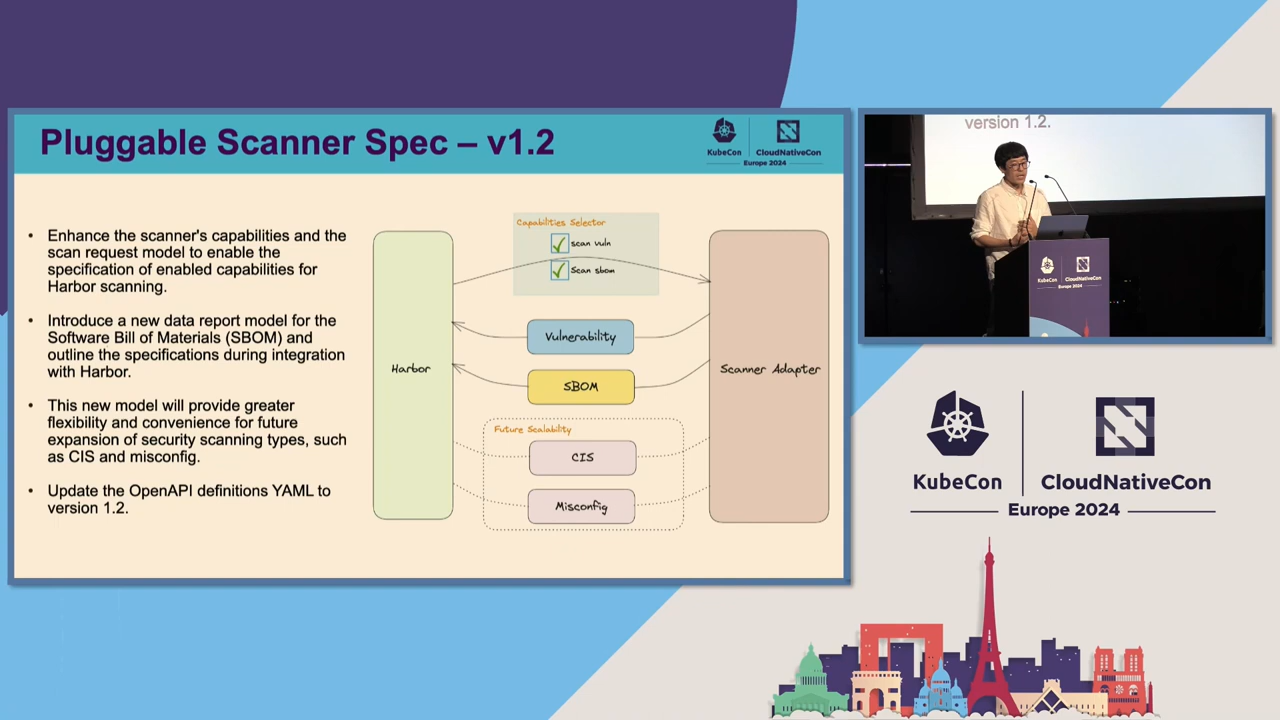 Pluggable Scanner Spec – v1.2
KubeCon
CloudNativeCon
Europe 2024
• Enhance the scanner's capabilities and the
scan request model to enable the
specification of enabled capabilities for
Harbor scanning.
• Introduce a new data report model for the
Software Bill of Materials (SBOM) and
outline the specifications during integration
with Harbor.
• This new model will provide greater
flexibility and convenience for future
expansion of security scanning types, such
as CIS and misconfig.
• Update the OpenAPI definitions YAML to
version 1.2.
Capabilities Selector
scan vuln
Scan sbom
Harbor
Vulnerability
SBOM
Scanner Adapter
Future Scalability
CIS
Misconfig
version 1.2.
KubeCon
CloudNativeCon
Europe 2024
KubeCon
CloudNativeCon
Europe 2024